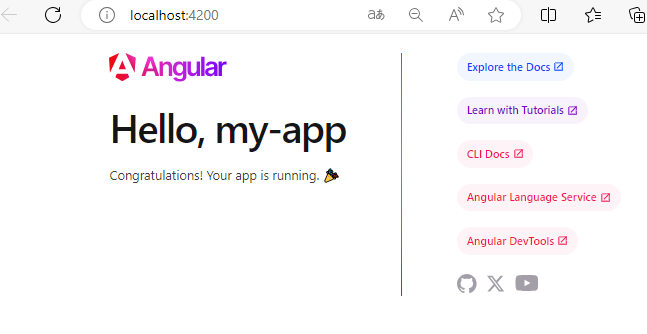 localhost:4200
Angular
Hello, my-app
Congratulations! Your app is running. 🎉
Explore the Docs
Learn with Tutorials
CLI Docs
Angular Language Service
Angular DevTools